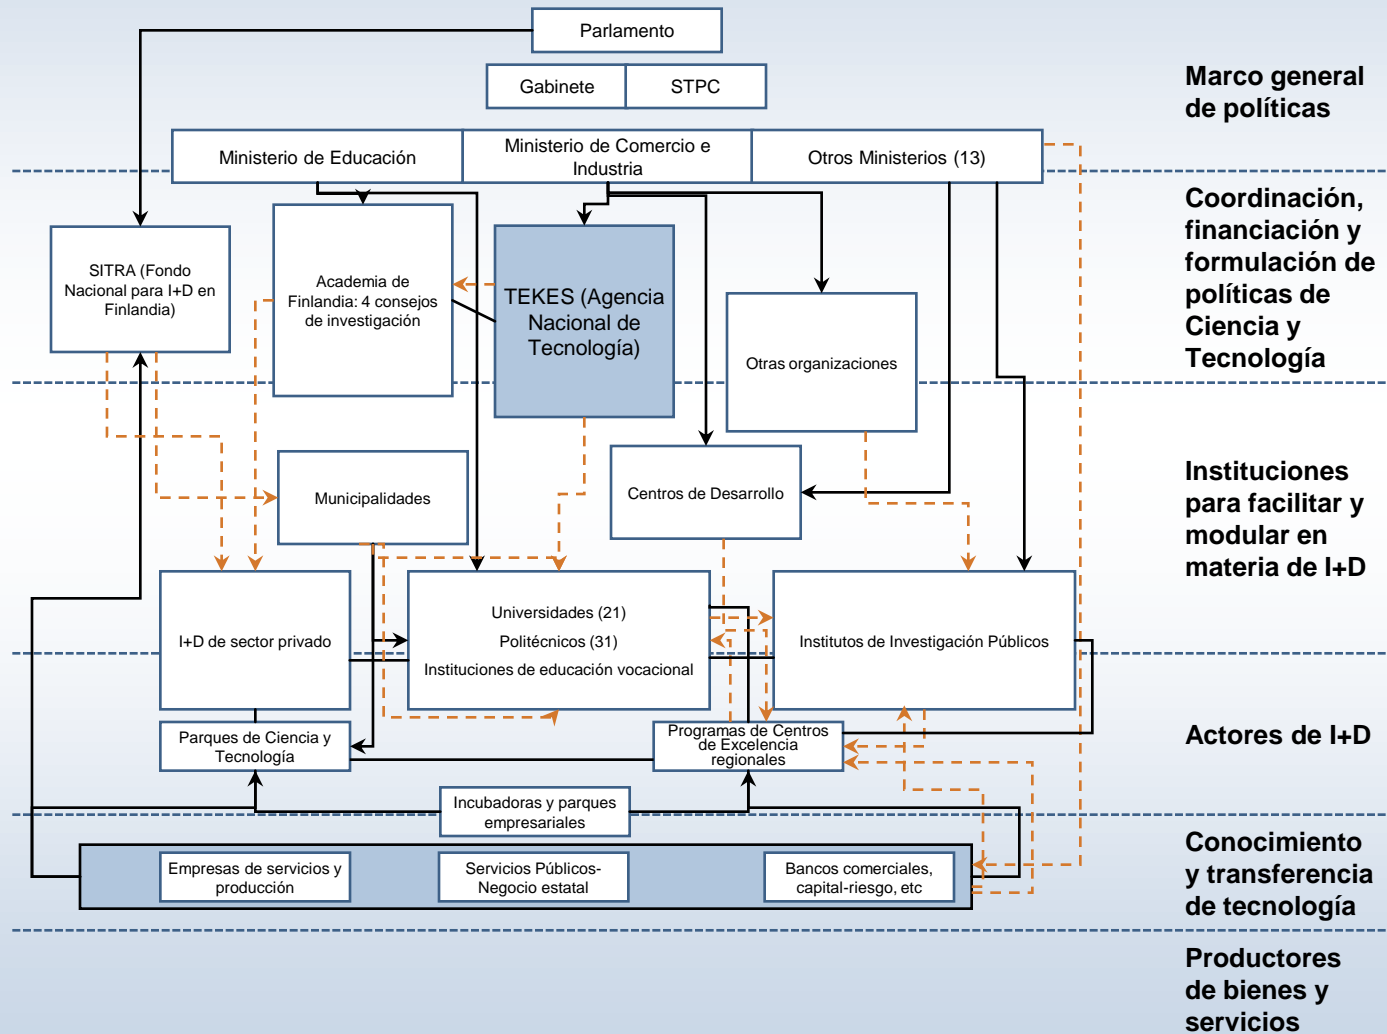 Parlamento
Gabinete
STPC
Marco general
de políticas
Ministerio de Educación
Ministerio de Comercio e
Industria
Otros Ministerios (13)
Coordinación,
financiación y
formulación de
políticas de
Ciencia y
Tecnología
SITRA (Fondo
Nacional para I+D en
Finlandia)
Academia de
Finlandia: 4 consejos
de investigación
TEKES (Agencia
Nacional de
Tecnología)
Otras organizaciones
Municipalidades
Centros de Desarrollo
Instituciones
para facilitar y
modular en
materia de I+D
I+D de sector privado
Universidades (21)
Politécnicos (31)
Instituciones de educación vocacional
Institutos de Investigación Públicos
Parques de Ciencia y
Tecnología
Programas de Centros
de Excelencia
regionales
Actores de I+D
Incubadoras y parques
empresariales
Empresas de servicios y
producción
Servicios Públicos-
Negocio estatal
Bancos comerciales,
capital-riesgo, etc
Conocimiento
y transferencia
de tecnología
Productores
de bienes y
servicios